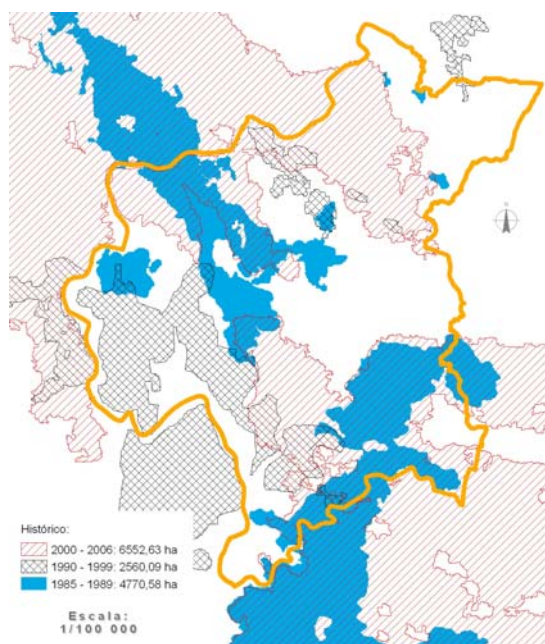 Histórico:
2000 - 2006: 6552,63 ha
1990 - 1999: 2560,09 ha
1985 - 1989: 4770,58 ha
Escala:
1/100 000